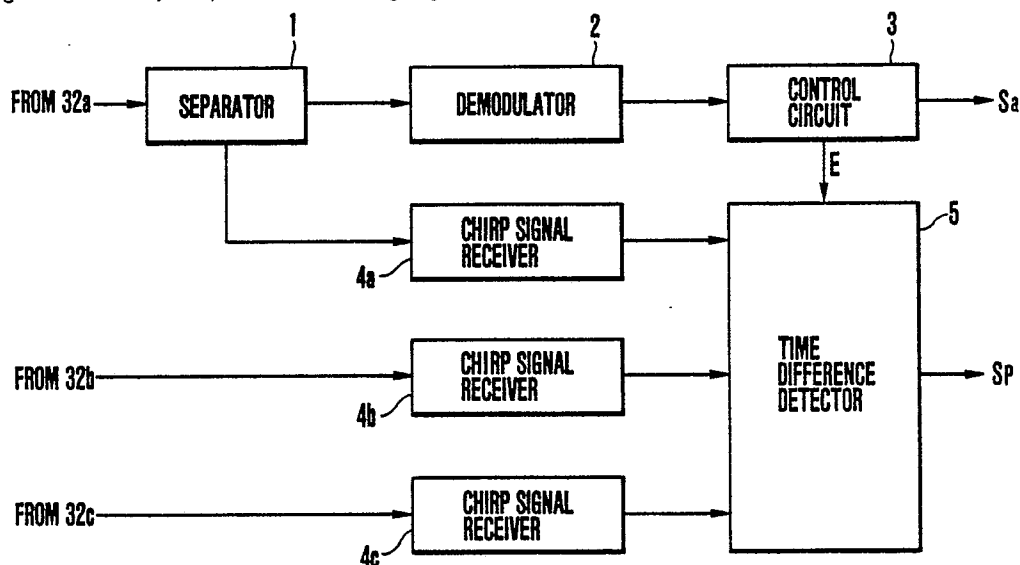 1
2
3
FROM 32a
SEPARATOR
DEMODULATOR
CONTROL
CIRCUIT
Sa
E
5
CHIRP SIGNAL
RECEIVER
4a
FROM 32b
CHIRP SIGNAL
RECEIVER
4b
TIME
DIFFERENCE
DETECTOR
SP
FROM 32c
CHIRP SIGNAL
RECEIVER
4c